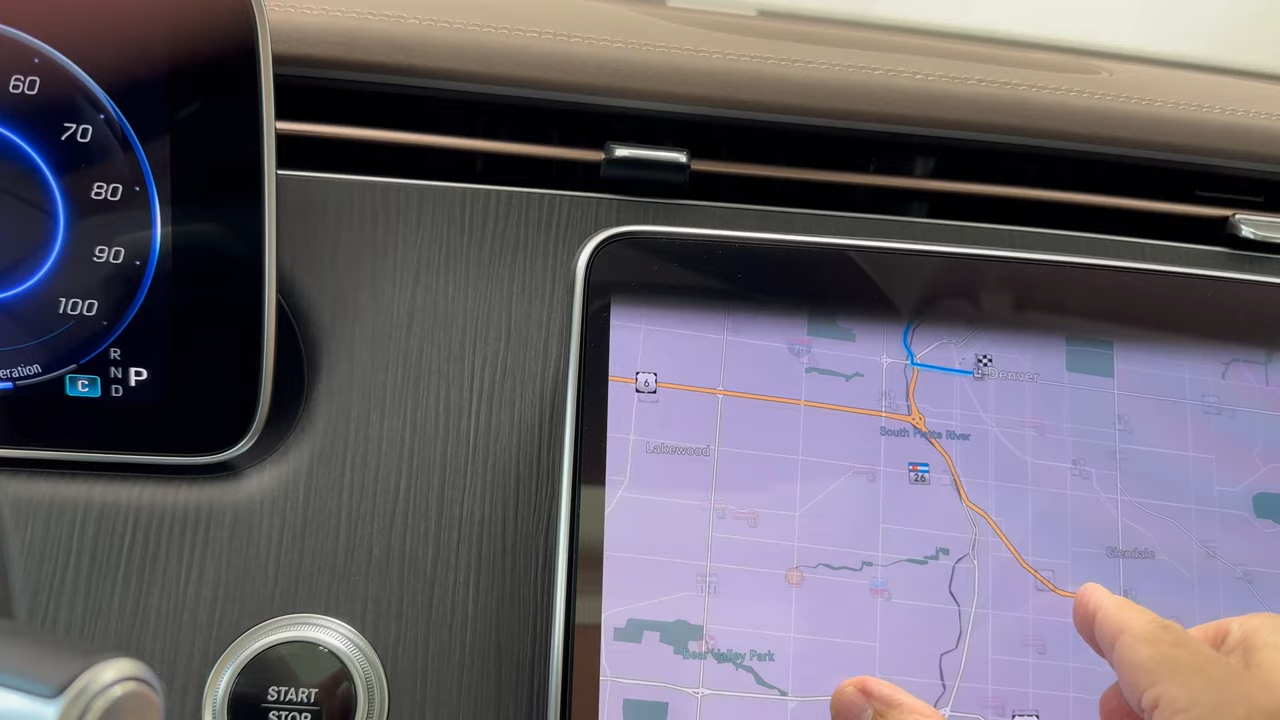 60
70
80
90
100
eration
R
N
D
P
C
START
STOP
6
Denver
South Platte River
Lakewood
26
Glendale
Bear Valley Park